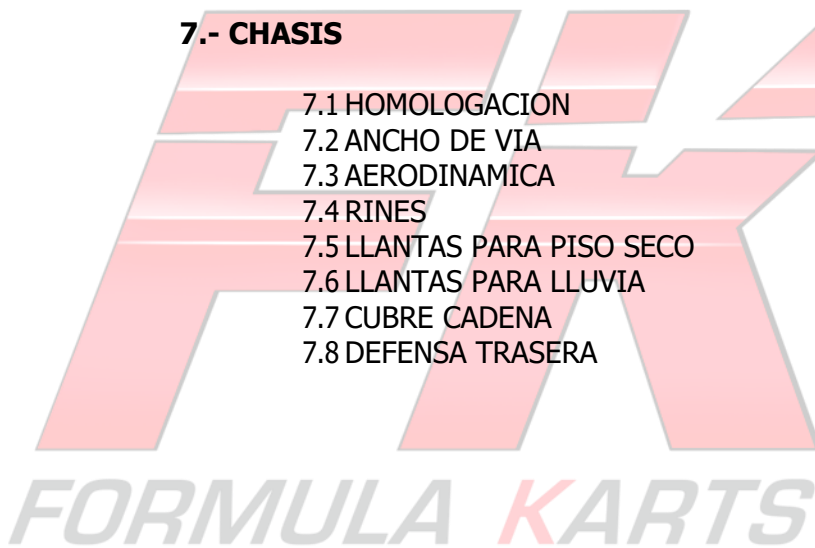 7.- CHASIS
7.1 HOMOLOGACION
7.2 ANCHO DE VIA
7.3 AERODINAMICA
7.4 RINES
7.5 LLANTAS PARA PISO SECO
7.6 LLANTAS PARA LLUVIA
7.7 CUBRE CADENA
7.8 DEFENSA TRASERA
FK
FORMULA KARTS